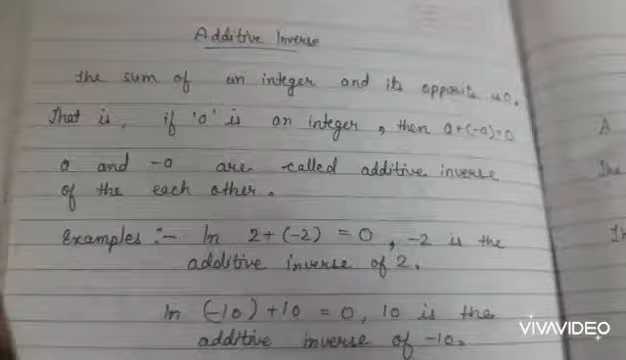 Additive Inverse
The sum of an integer and its opposite is 0.
That is, if 'a' is an integer, then a+(-a)=0
a and -a are called additive inverse
of the each other.
Examples :- In 2+(-2) = 0, -2 is the
additive inverse of 2.
In (-10)+10 = 0, 10 is the
additive inverse of -10.
A
The
Th
VIVAVIDEO